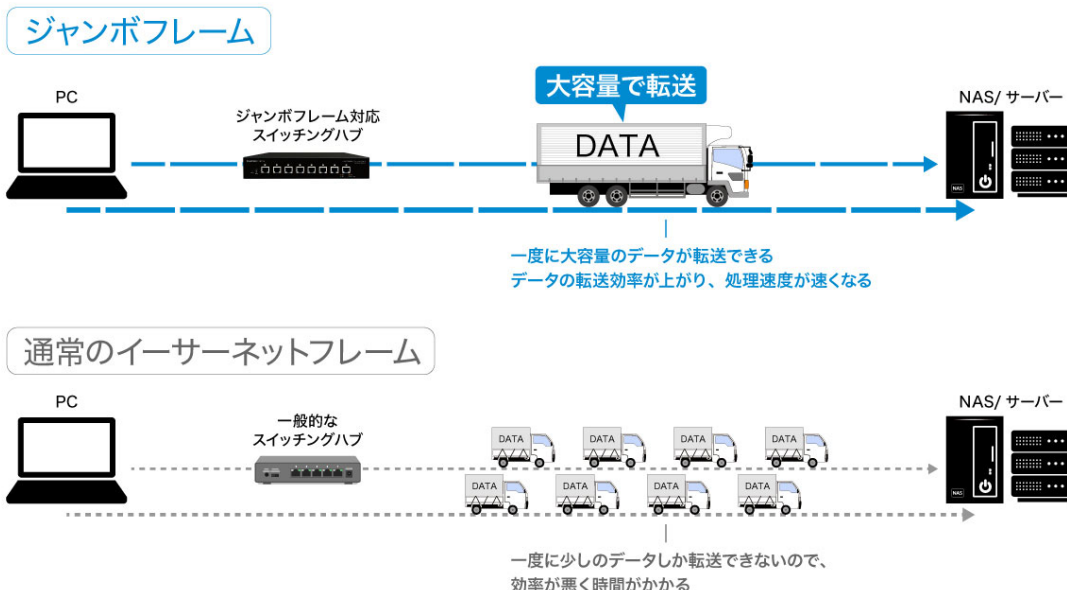 ジャンボフレーム
PC
ジャンボフレーム対応
スイッチングハブ
大容量で転送
DATA
NAS/ サーバー
NAS
一度に大容量のデータが転送できる
データの転送効率が上がり、処理速度が速くなる
通常のイーサーネットフレーム
PC
一般的な
スイッチングハブ
DATA
DATA
DATA
DATA
DATA
DATA
DATA
DATA
NAS/ サーバー
NAS
一度に少しのデータしか転送できないので、
効率が悪く時間がかかる